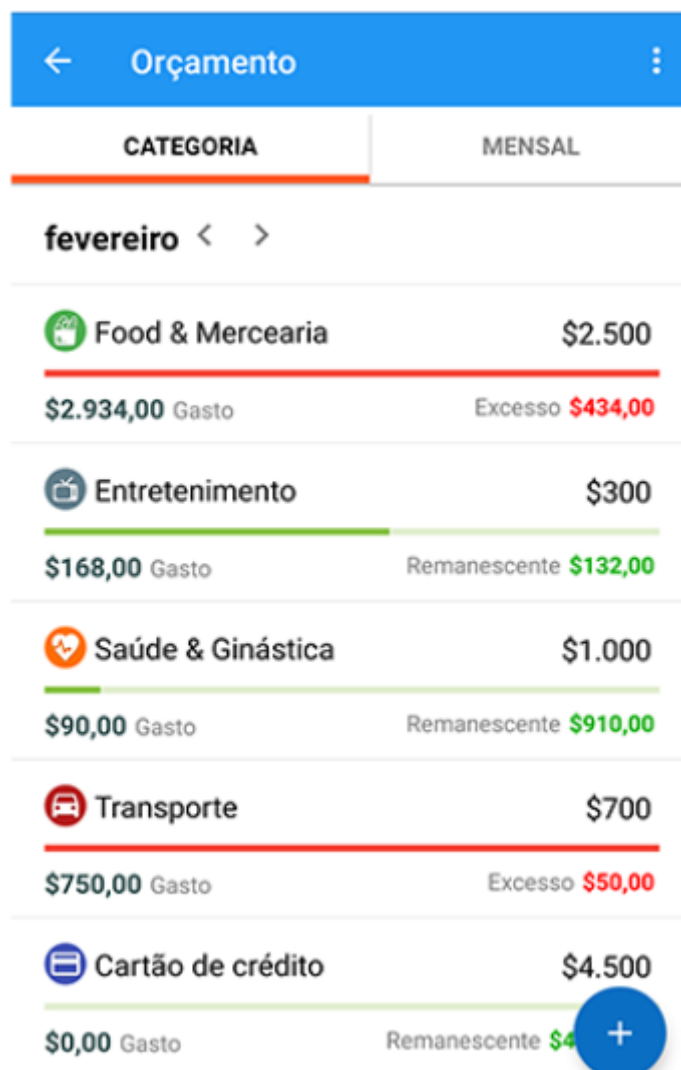 Orçamento
CATEGORIA MENSAL
fevereiro
Food & Mercearia $2.500
$2.934,00 Gasto Excesso $434,00
Entretenimento $300
$168,00 Gasto Remanescente $132,00
Saúde & Ginástica $1.000
$90,00 Gasto Remanescente $910,00
Transporte $700
$750,00 Gasto Excesso $50,00
Cartão de crédito $4.500
$0,00 Gasto Remanescente